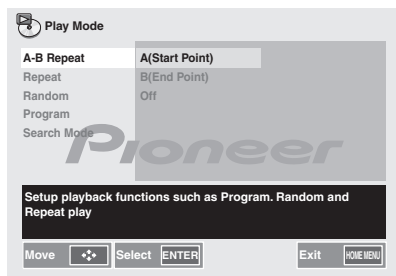 Play Mode
A-B Repeat A(Start Point)
Repeat B(End Point)
Random Off
Program
Search Mode
Pioneer
Setup playback functions such as Program. Random and
Repeat play
Move Select ENTER Exit HOME MENU